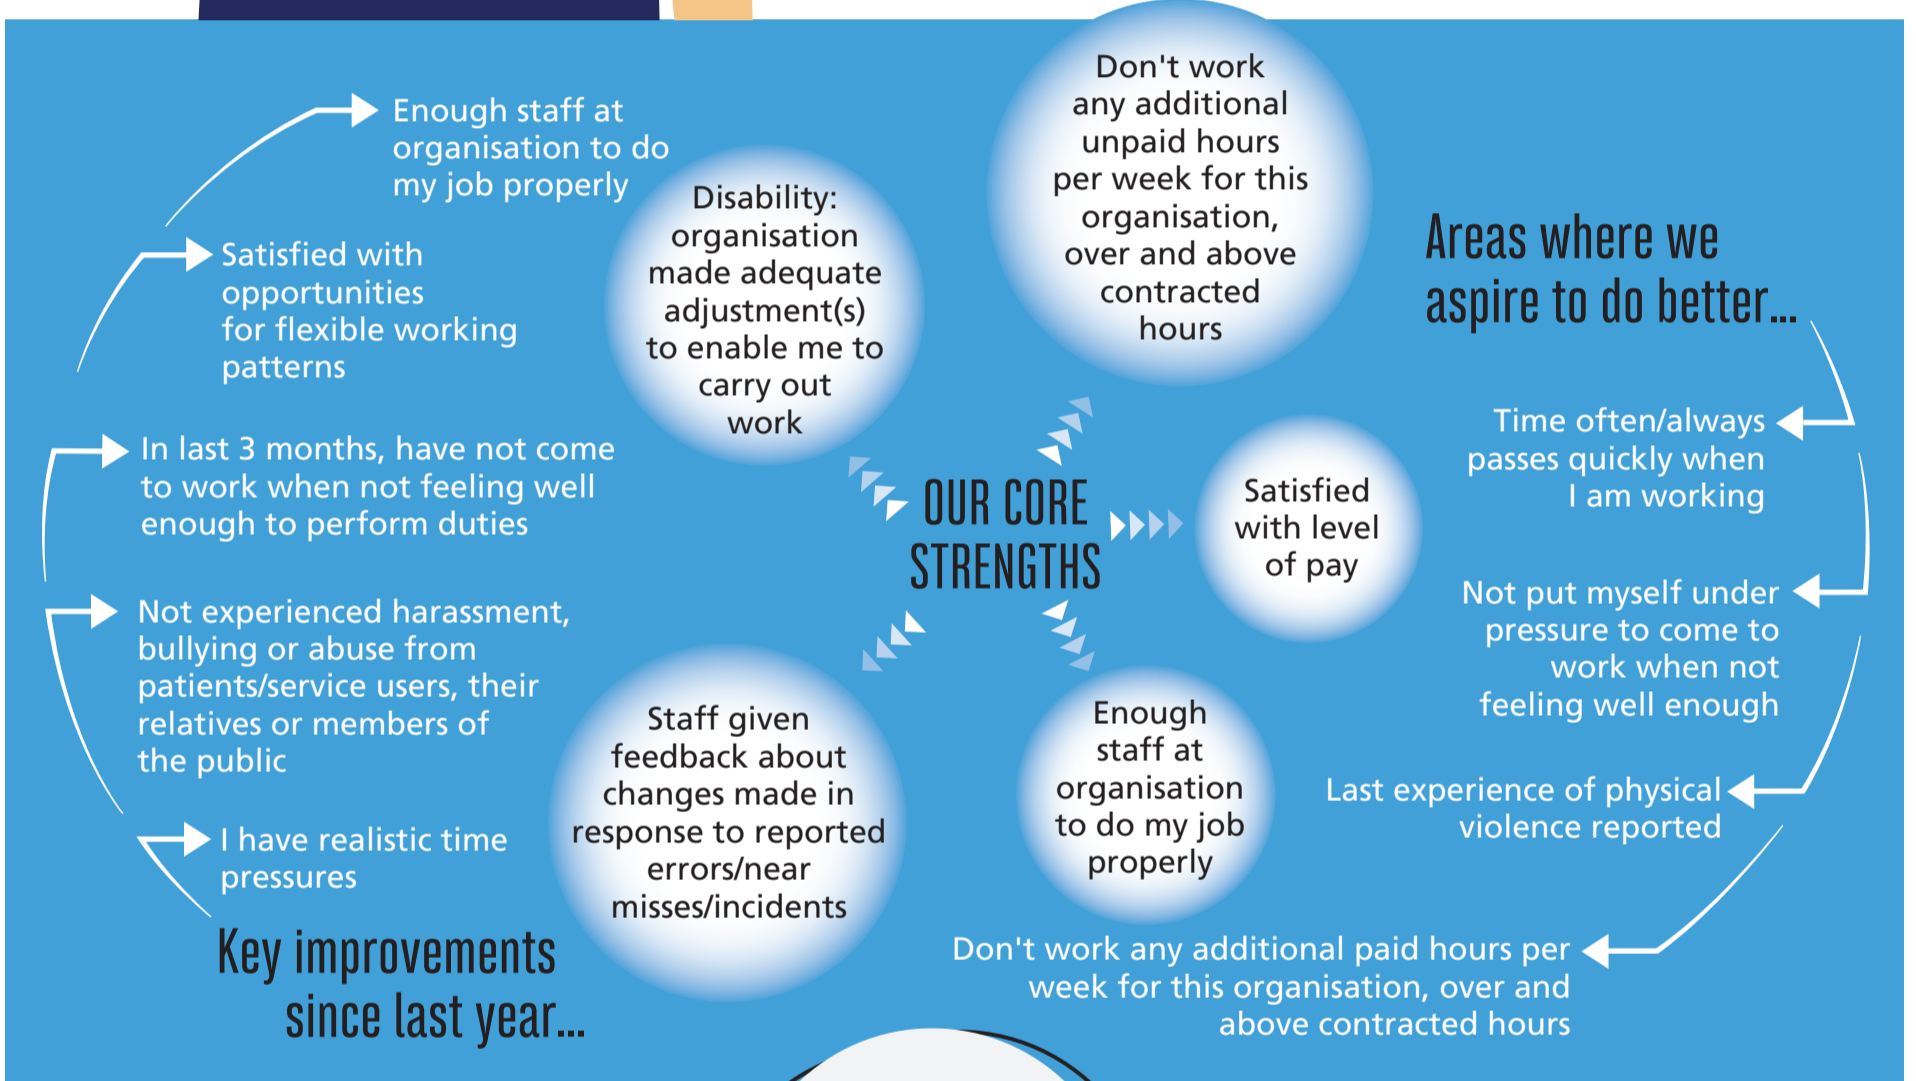 Enough staff at
organisation to do
my job properly
Satisfied with
opportunities
for flexible working
patterns
In last 3 months, have not come
to work when not feeling well
enough to perform duties
Not experienced harassment,
bullying or abuse from
patients/service users, their
relatives or members of
the public
I have realistic time
pressures
Key improvements
since last year...
Disability:
organisation
made adequate
adjustment(s)
to enable me to
carry out
work
Don't work
any additional
unpaid hours
per week for this
organisation,
over and above
contracted
hours
OUR CORE
STRENGTHS
Satisfied
with level
of pay
Staff given
feedback about
changes made in
response to reported
errors/near
misses/incidents
Enough
staff at
organisation
to do my job
properly
Areas where we
aspire to do better...
Time often/always
passes quickly when
I am working
Not put myself under
pressure to come to
work when not
feeling well enough
Last experience of physical
violence reported
Don't work any additional paid hours per
week for this organisation, over and
above contracted hours